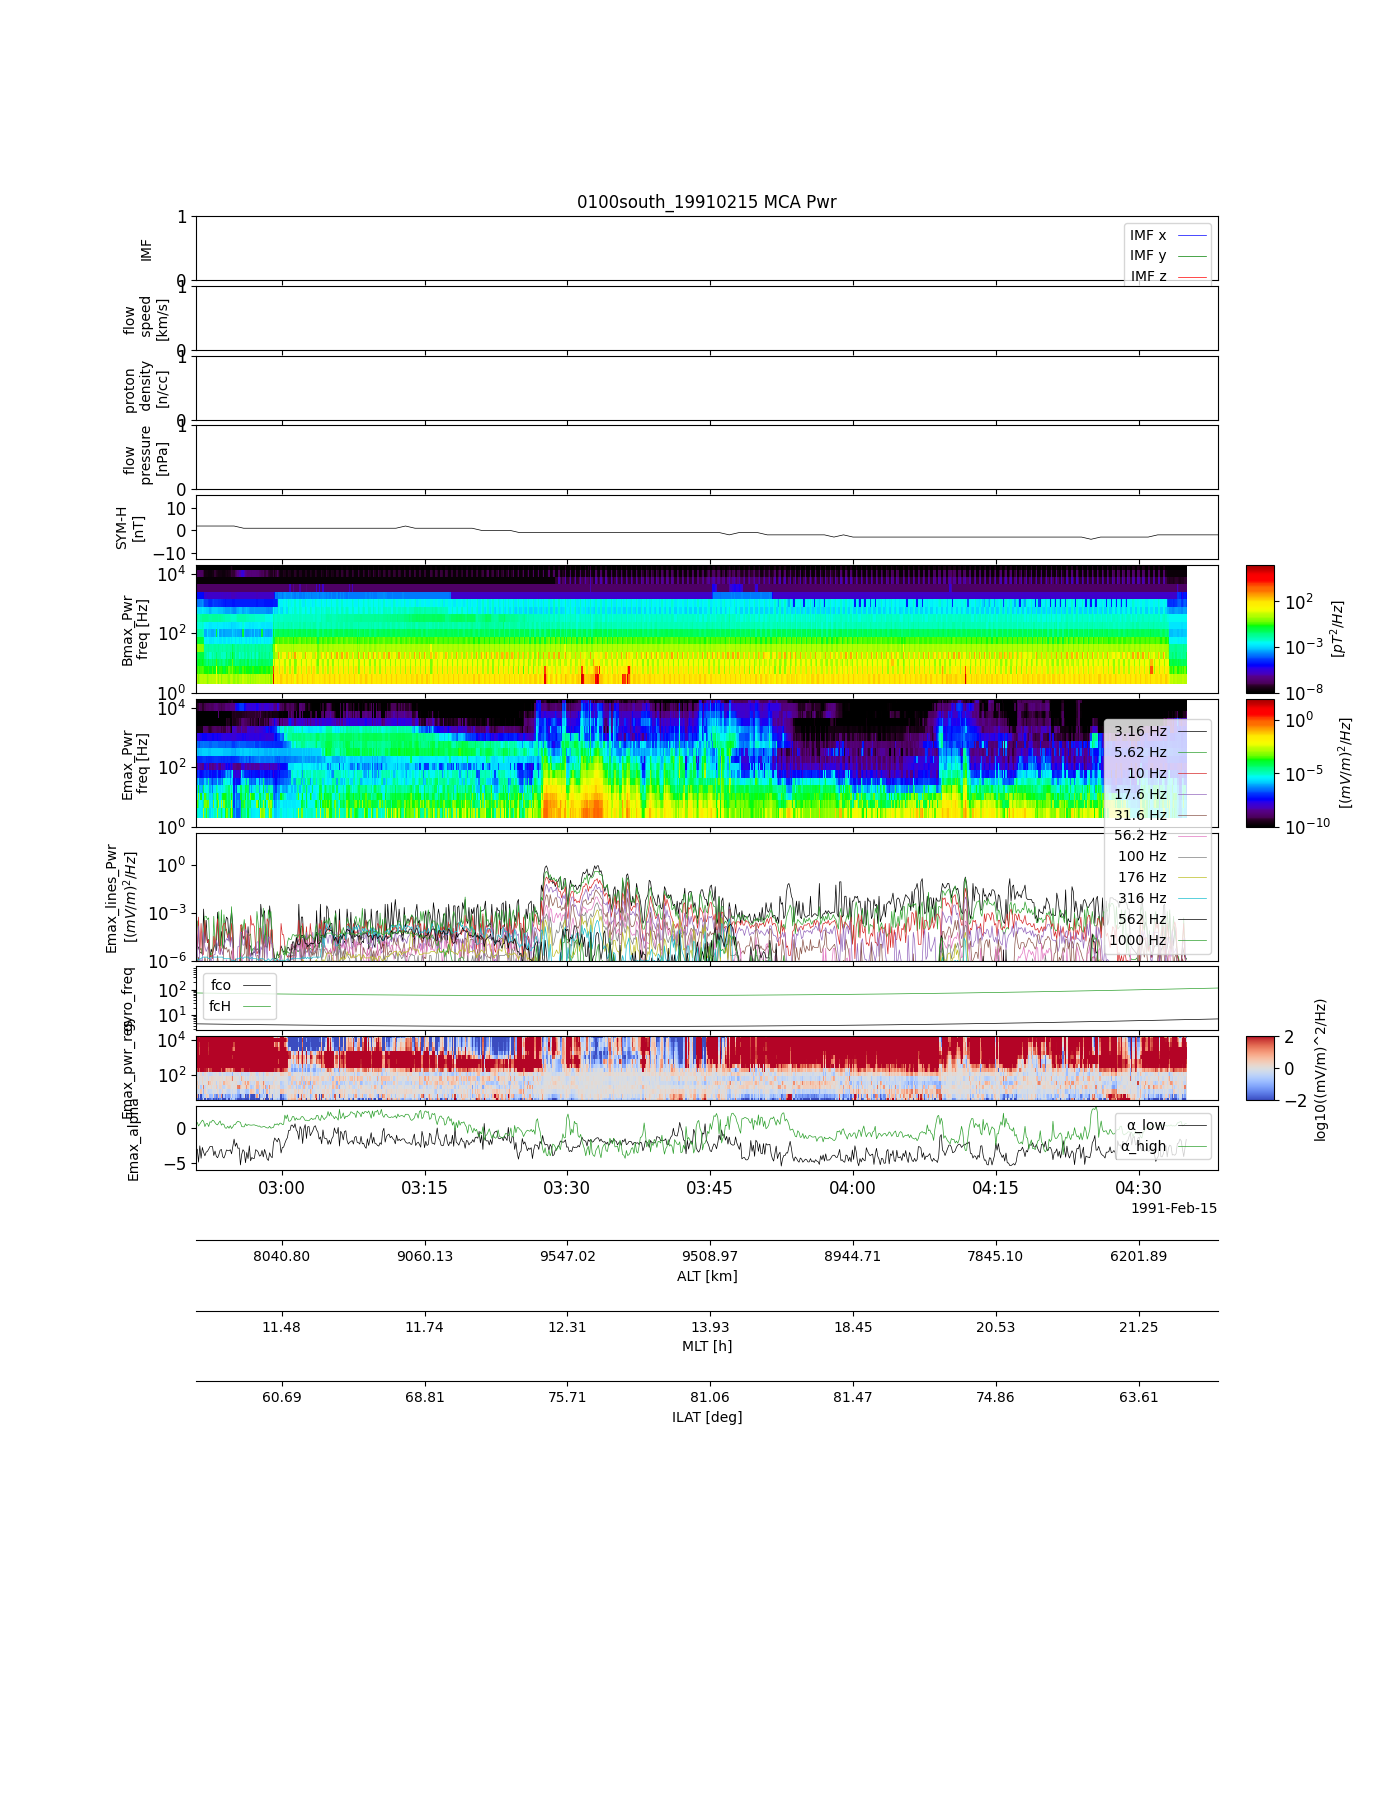 0100south_19910215 MCA Pwr
1
IMF
0
IMF x
IMF y
IMF z
1
flow
speed
[km/s]
0
1
proton
density
[n/cc]
0
1
flow
pressure
[nPa]
0
SYM-H
[nT]
10
0
−10
Bmax_Pwr
freq [Hz]
10^4
10^2
10^0
10^2
10^-3
10^-8
[pT^2/Hz]
Emax_Pwr
freq [Hz]
10^4
10^2
10^0
10^0
10^-5
10^-10
[(mV/m)^2/Hz]
3.16 Hz
5.62 Hz
10 Hz
17.6 Hz
31.6 Hz
56.2 Hz
100 Hz
176 Hz
316 Hz
562 Hz
1000 Hz
Emax_lines_Pwr
[(mV/m)^2/Hz]
10^0
10^-3
10^-6
gyro_freq
10^2
10^1
fco
fcH
Emax_pwr_reg
10^4
10^2
2
0
−2
log10((mV/m)^2/Hz)
Emax_alpha
0
−5
α_low
α_high
03:00 03:15 03:30 03:45 04:00 04:15 04:30
1991-Feb-15
8040.80 9060.13 9547.02 9508.97 8944.71 7845.10 6201.89
ALT [km]
11.48 11.74 12.31 13.93 18.45 20.53 21.25
MLT [h]
60.69 68.81 75.71 81.06 81.47 74.86 63.61
ILAT [deg]